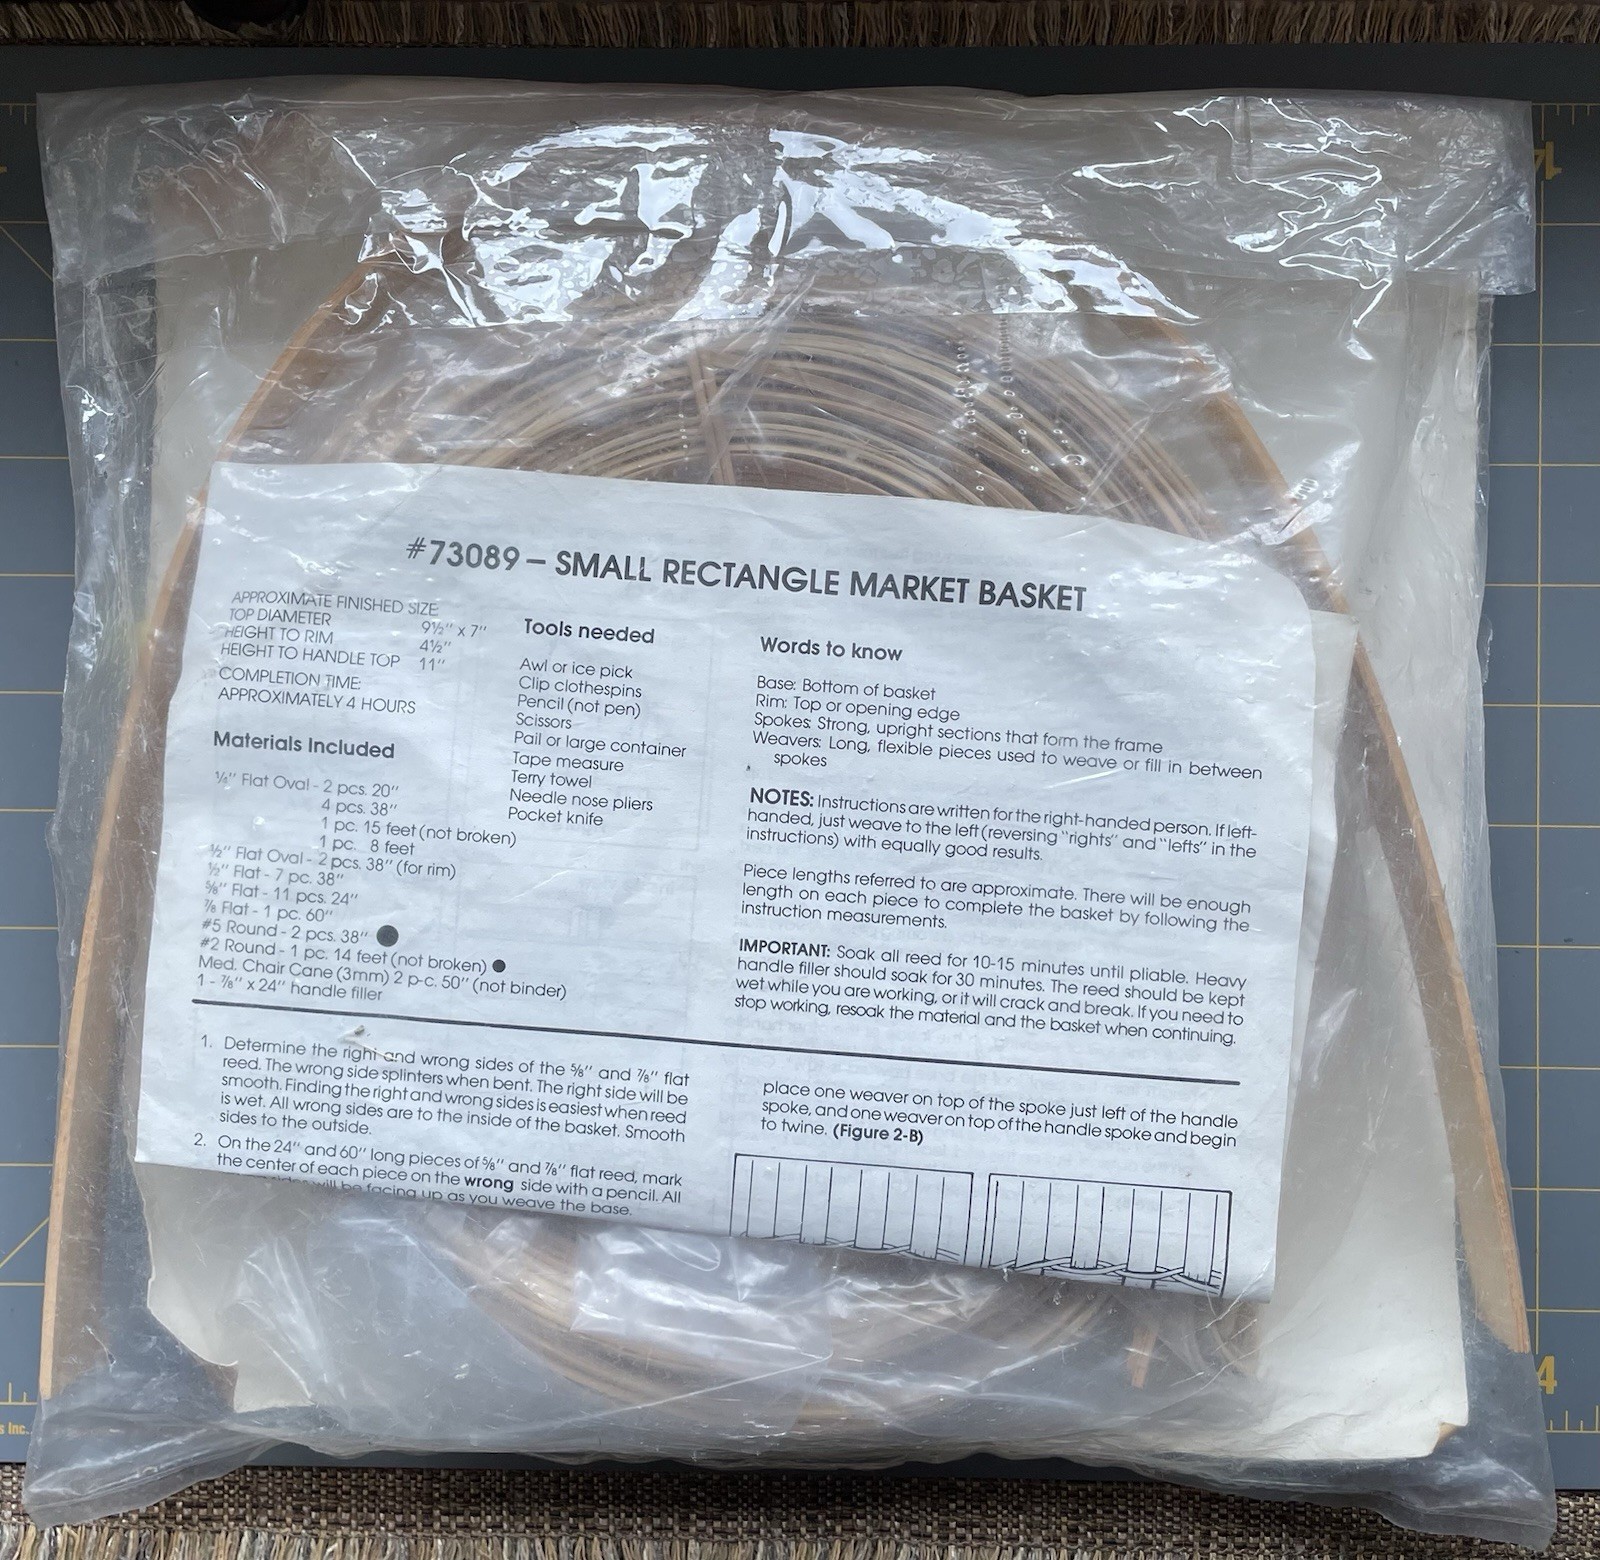 #73089 – SMALL RECTANGLE MARKET BASKET
APPROXIMATE FINISHED SIZE:
TOP DIAMETER 9½" x 7"
HEIGHT TO RIM 4½"
HEIGHT TO HANDLE TOP 11"
COMPLETION TIME:
APPROXIMATELY 4 HOURS
Materials Included
Flat Oval - 2 pcs. 20"
4 pcs. 38"
1 pc. 15 feet (not broken)
1 pc. 8 feet
½" Flat Oval - 2 pcs. 38" (for rim)
½" Flat - 7 pc. 38"
⅝" Flat - 11 pcs. 24"
⅞ Flat - 1 pc. 60"
#5 Round - 2 pcs. 38"
#2 Round - 1 pc. 14 feet (not broken)
Med. Chair Cane (3mm) 2 p-c. 50" (not binder)
1 - ⅞" x 24" handle filler
Tools needed
Awl or ice pick
Clip clothespins
Pencil (not pen)
Scissors
Pail or large container
Tape measure
Terry towel
Needle nose pliers
Pocket knife
Words to know
Base: Bottom of basket
Rim: Top or opening edge
Spokes: Strong, upright sections that form the frame
Weavers: Long, flexible pieces used to weave or fill in between
spokes
NOTES: Instructions are written for the right-handed person. If left-
handed, just weave to the left (reversing "rights" and "lefts" in the
instructions) with equally good results.
Piece lengths referred to are approximate. There will be enough
length on each piece to complete the basket by following the
instruction measurements.
IMPORTANT: Soak all reed for 10-15 minutes until pliable. Heavy
handle filler should soak for 30 minutes. The reed should be kept
wet while you are working, or it will crack and break. If you need to
stop working, resoak the material and the basket when continuing.
1. Determine the right and wrong sides of the ⅝" and ⅞" flat
reed. The wrong side splinters when bent. The right side will be
smooth. Finding the right and wrong sides is easiest when reed
is wet. All wrong sides are to the inside of the basket. Smooth
sides to the outside.
2. On the 24" and 60" long pieces of ⅝" and ⅞" flat reed, mark
the center of each piece on the wrong side with a pencil. All
will be facing up as you weave the base.
place one weaver on top of the spoke just left of the handle
spoke, and one weaver on top of the handle spoke and begin
to twine. (Figure 2-B)
14
4
s Inc.